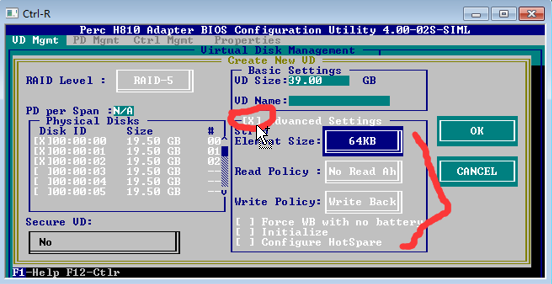 Ctrl-R
Perc H810 Adapter BIOS Configuration Utility 4.00-02S-SIML
VD Mgmt PD Mgmt Ctrl Mgmt Properties
Virtual Disk Management
Create New VD
RAID Level : RAID-5
PD per Span : N/A
Physical Disks
Disk ID Size #
[X]00:00:00 19.50 GB 00
[X]00:00:01 19.50 GB 01
[X]00:00:02 19.50 GB 02
[ ]00:00:03 19.50 GB
[ ]00:00:04 19.50 GB
[ ]00:00:05 19.50 GB
Secure VD:
No
Basic Settings
VD Size: 39.00 GB
VD Name:
[X] Advanced Settings
Element Size: 64KB
Read Policy : No Read Ah
Write Policy: Write Back
[ ] Force WB with no battery
[ ] Initialize
[ ] Configure HotSpare
OK
CANCEL
F1-Help F12-Ctlr